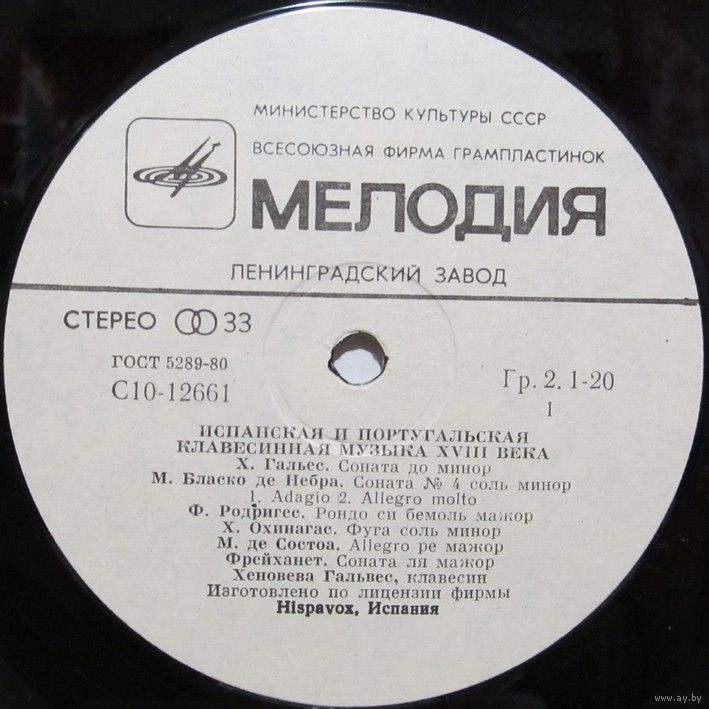 МИНИСТЕРСТВО КУЛЬТУРЫ СССР
ВСЕСОЮЗНАЯ ФИРМА ГРАМПЛАСТИНОК
МЕЛОДИЯ
ЛЕНИНГРАДСКИЙ ЗАВОД
СТЕРЕО 33
ГОСТ 5289-80
С10-12661
Гр. 2. 1-20
1
ИСПАНСКАЯ И ПОРТУГАЛЬСКАЯ
КЛАВЕСИННАЯ МУЗЫКА XVIII ВЕКА
Х. Гальес. Соната до минор
М. Бласко де Небра. Соната № 4 соль минор
1. Adagio 2. Allegro molto
Ф. Родригес. Рондо си бемоль мажор
Х. Охинагас. Фуга соль минор
М. де Состоа. Allegro ре мажор
Фрейханет. Соната ля мажор
Хеновева Гальвес, клавесин
Изготовлено по лицензии фирмы
Hispavox, Испания
www.ay.by